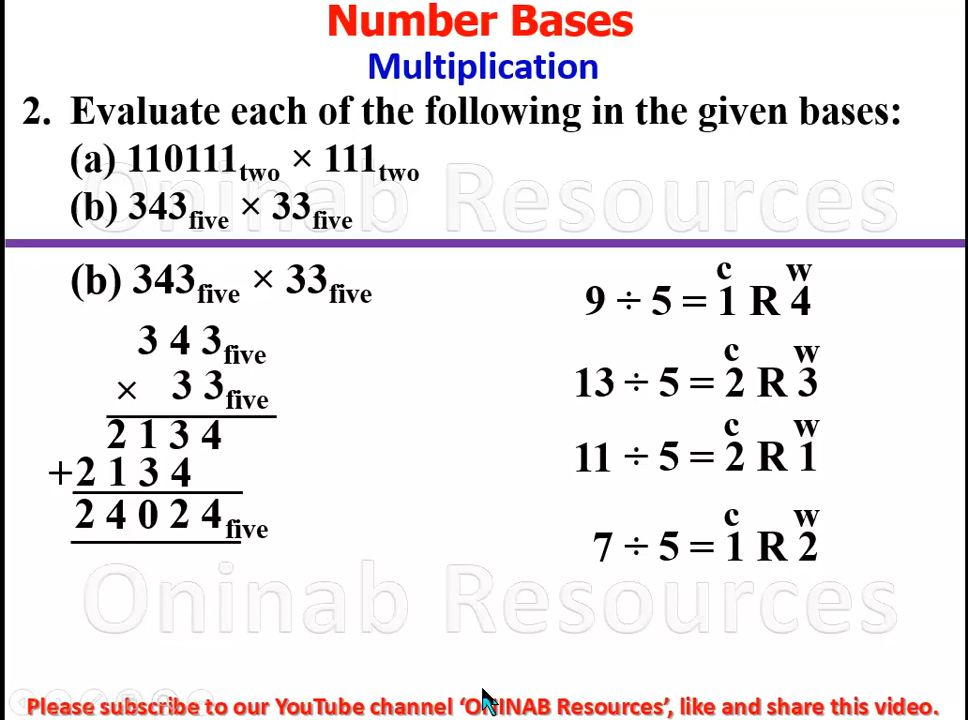 Number Bases
Multiplication
2. Evaluate each of the following in the given bases:
(a) 110111two × 111two
(b) 343five × 33five
Oninab Resources
(b) 343five × 33five
3 4 3five
× 3 3five
2 1 3 4
+2 1 3 4
2 4 0 2 4five
c w
9 ÷ 5 = 1 R 4
c w
13 ÷ 5 = 2 R 3
c w
11 ÷ 5 = 2 R 1
c w
7 ÷ 5 = 1 R 2
Oninab Resources
Please subscribe to our YouTube channel ‘ONINAB Resources’, like and share this video.